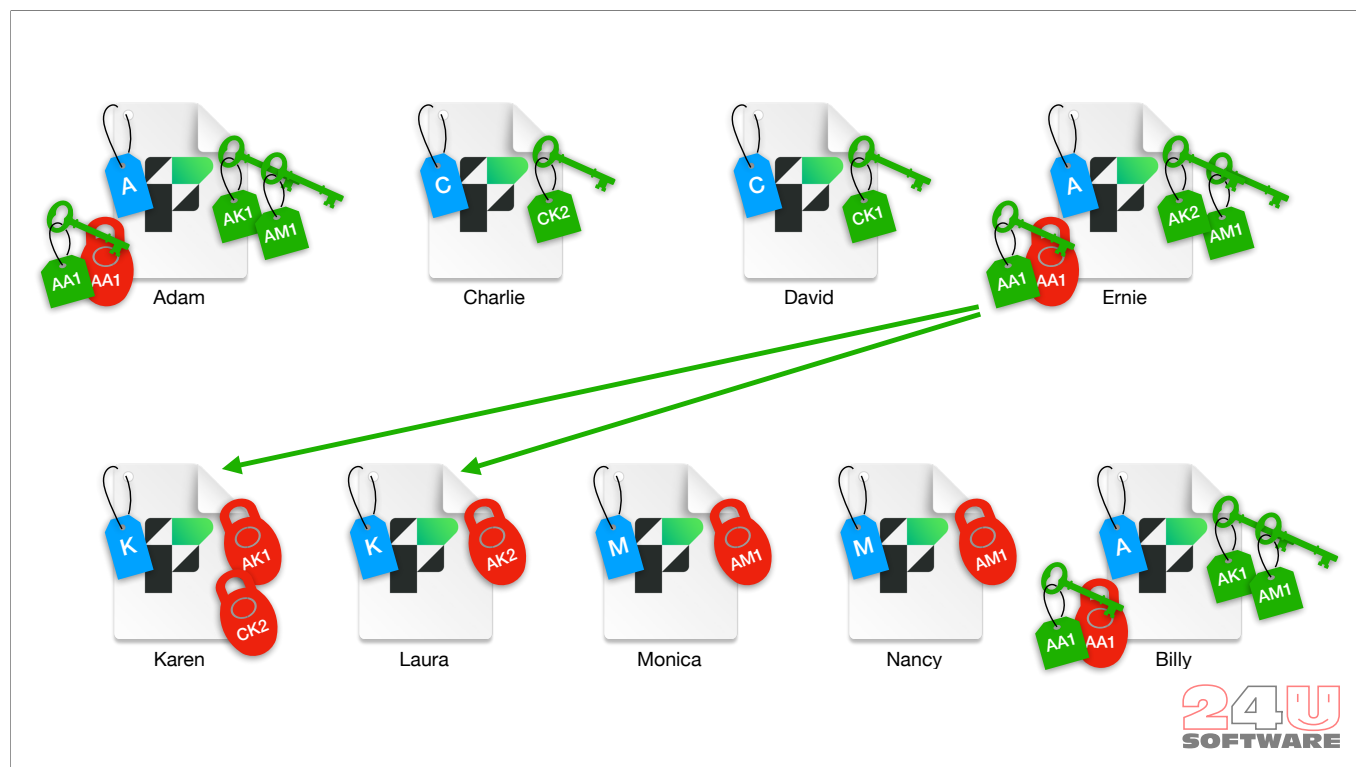 A
AK1
AM1
AA1
AA1
Adam
C
CK2
Charlie
C
CK1
David
A
AK2
AM1
AA1
AA1
Ernie
K
AK1
CK2
Karen
K
AK2
Laura
M
AM1
Monica
M
AM1
Nancy
A
AK1
AM1
AA1
AA1
Billy
24U
SOFTWARE